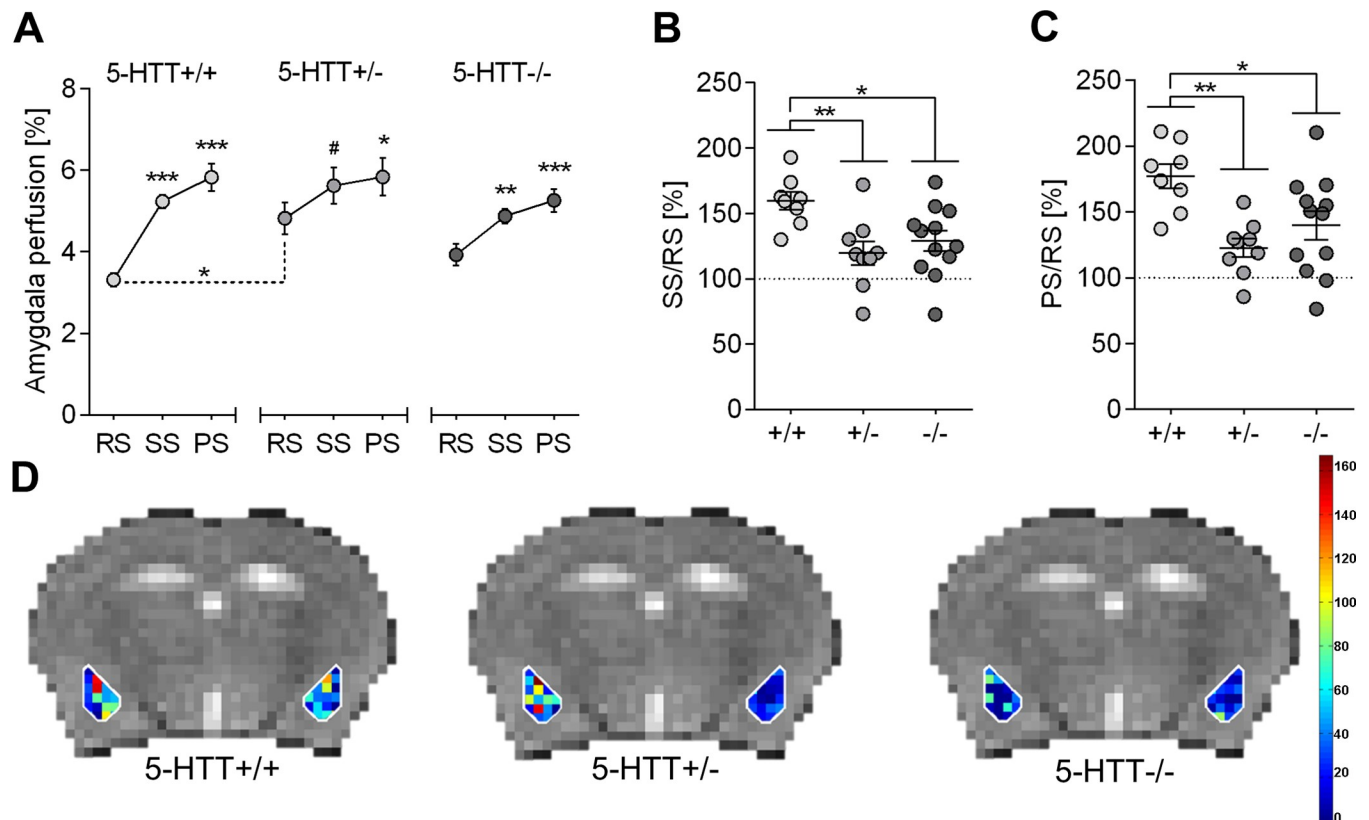 A
B
C
5-HTT+/+
5-HTT+/-
5-HTT-/-
Amygdala perfusion [%]
8
6
4
2
0
***
***
*
#
*
**
***
RS SS PS
RS SS PS
RS SS PS
SS/RS [%]
250
200
150
100
50
0
*
**
+/+ +/- -/-
PS/RS [%]
250
200
150
100
50
0
*
**
+/+ +/- -/-
D
5-HTT+/+
5-HTT+/-
5-HTT-/-
160
140
120
100
80
60
40
20
0